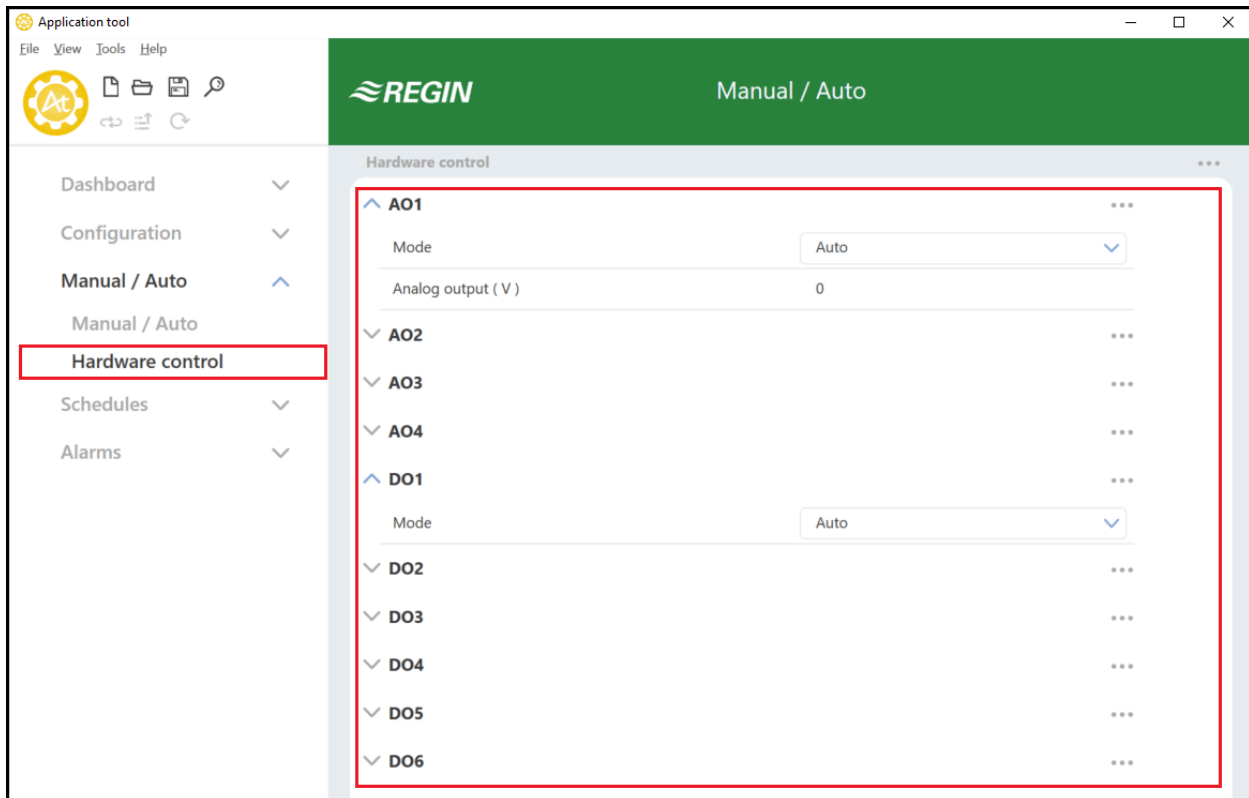 Application tool
File View Tools Help
At
REGIN
Manual / Auto
Dashboard
Configuration
Manual / Auto
Manual / Auto
Hardware control
Schedules
Alarms
Hardware control
AO1
Mode Auto
Analog output ( V ) 0
AO2
AO3
AO4
DO1
Mode Auto
DO2
DO3
DO4
DO5
DO6